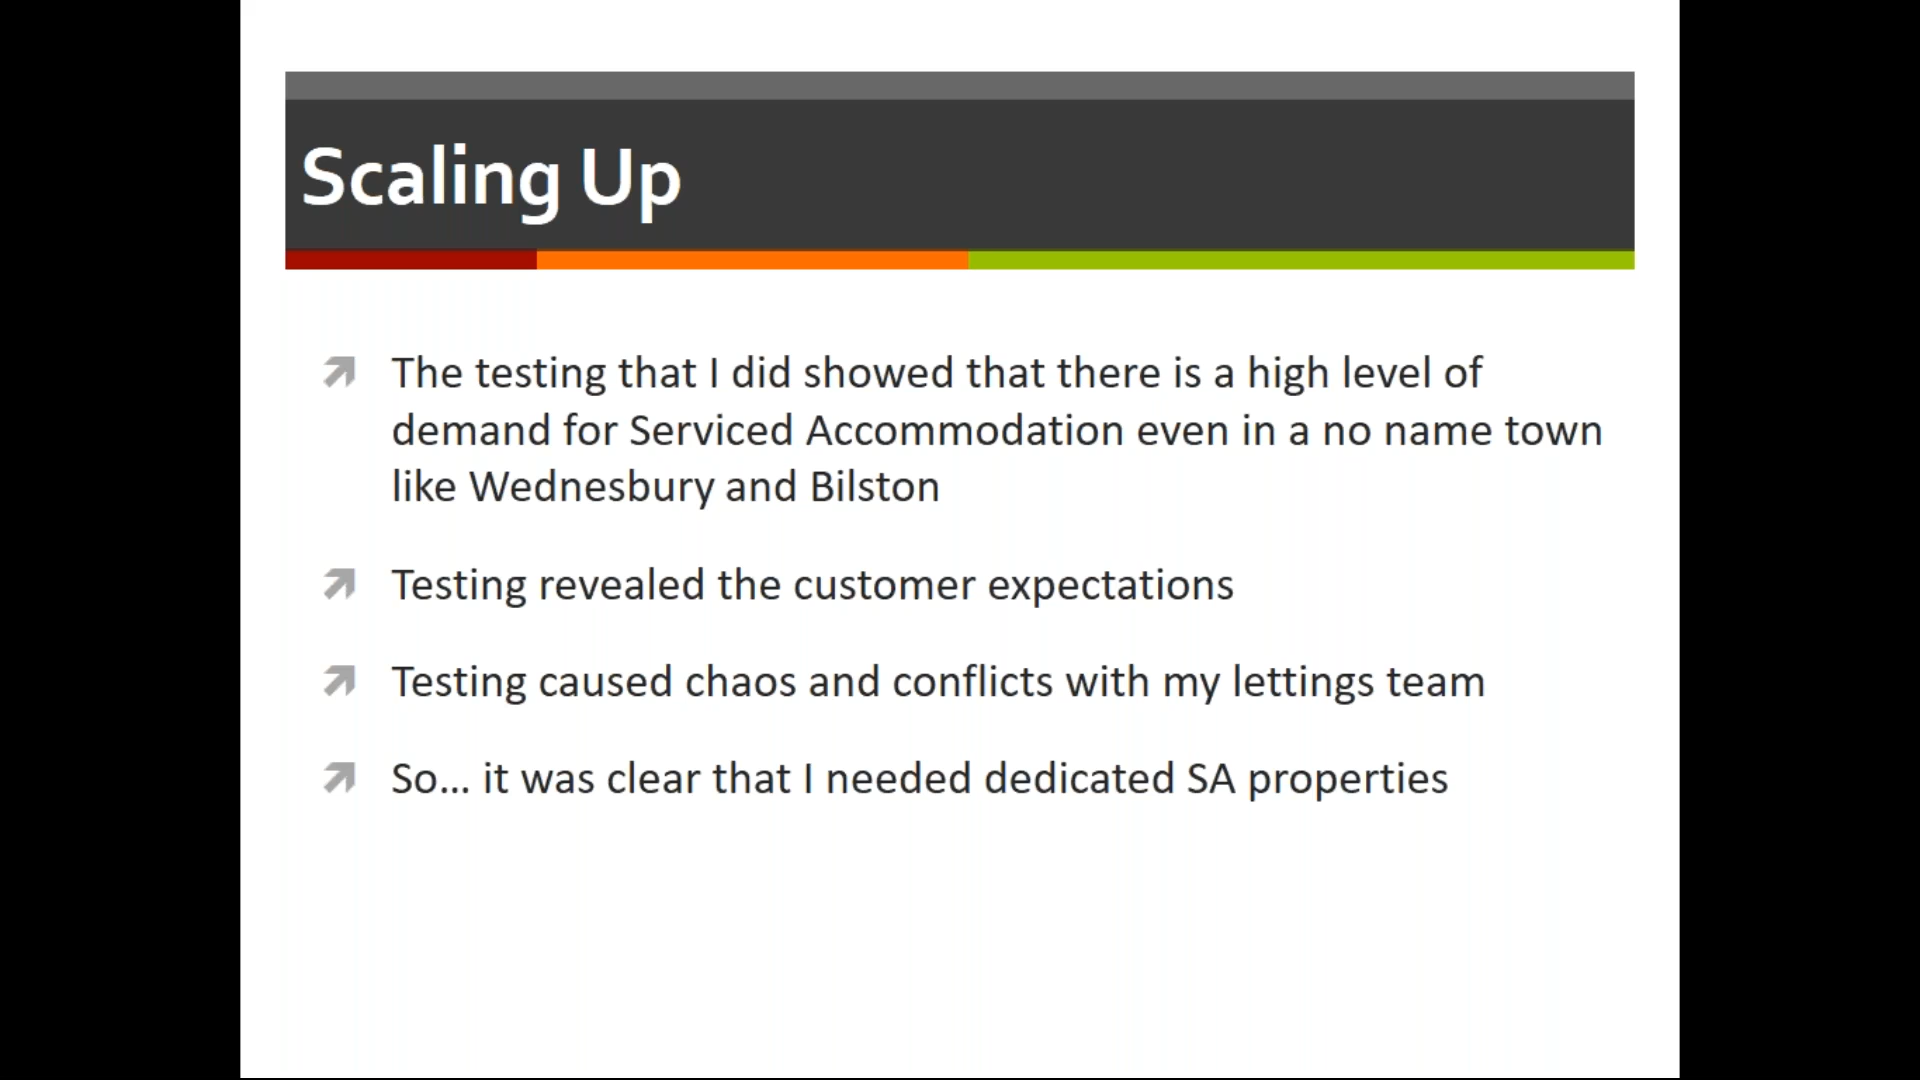 Scaling Up
The testing that I did showed that there is a high level of
demand for Serviced Accommodation even in a no name town
like Wednesbury and Bilston
Testing revealed the customer expectations
Testing caused chaos and conflicts with my lettings team
So... it was clear that I needed dedicated SA properties